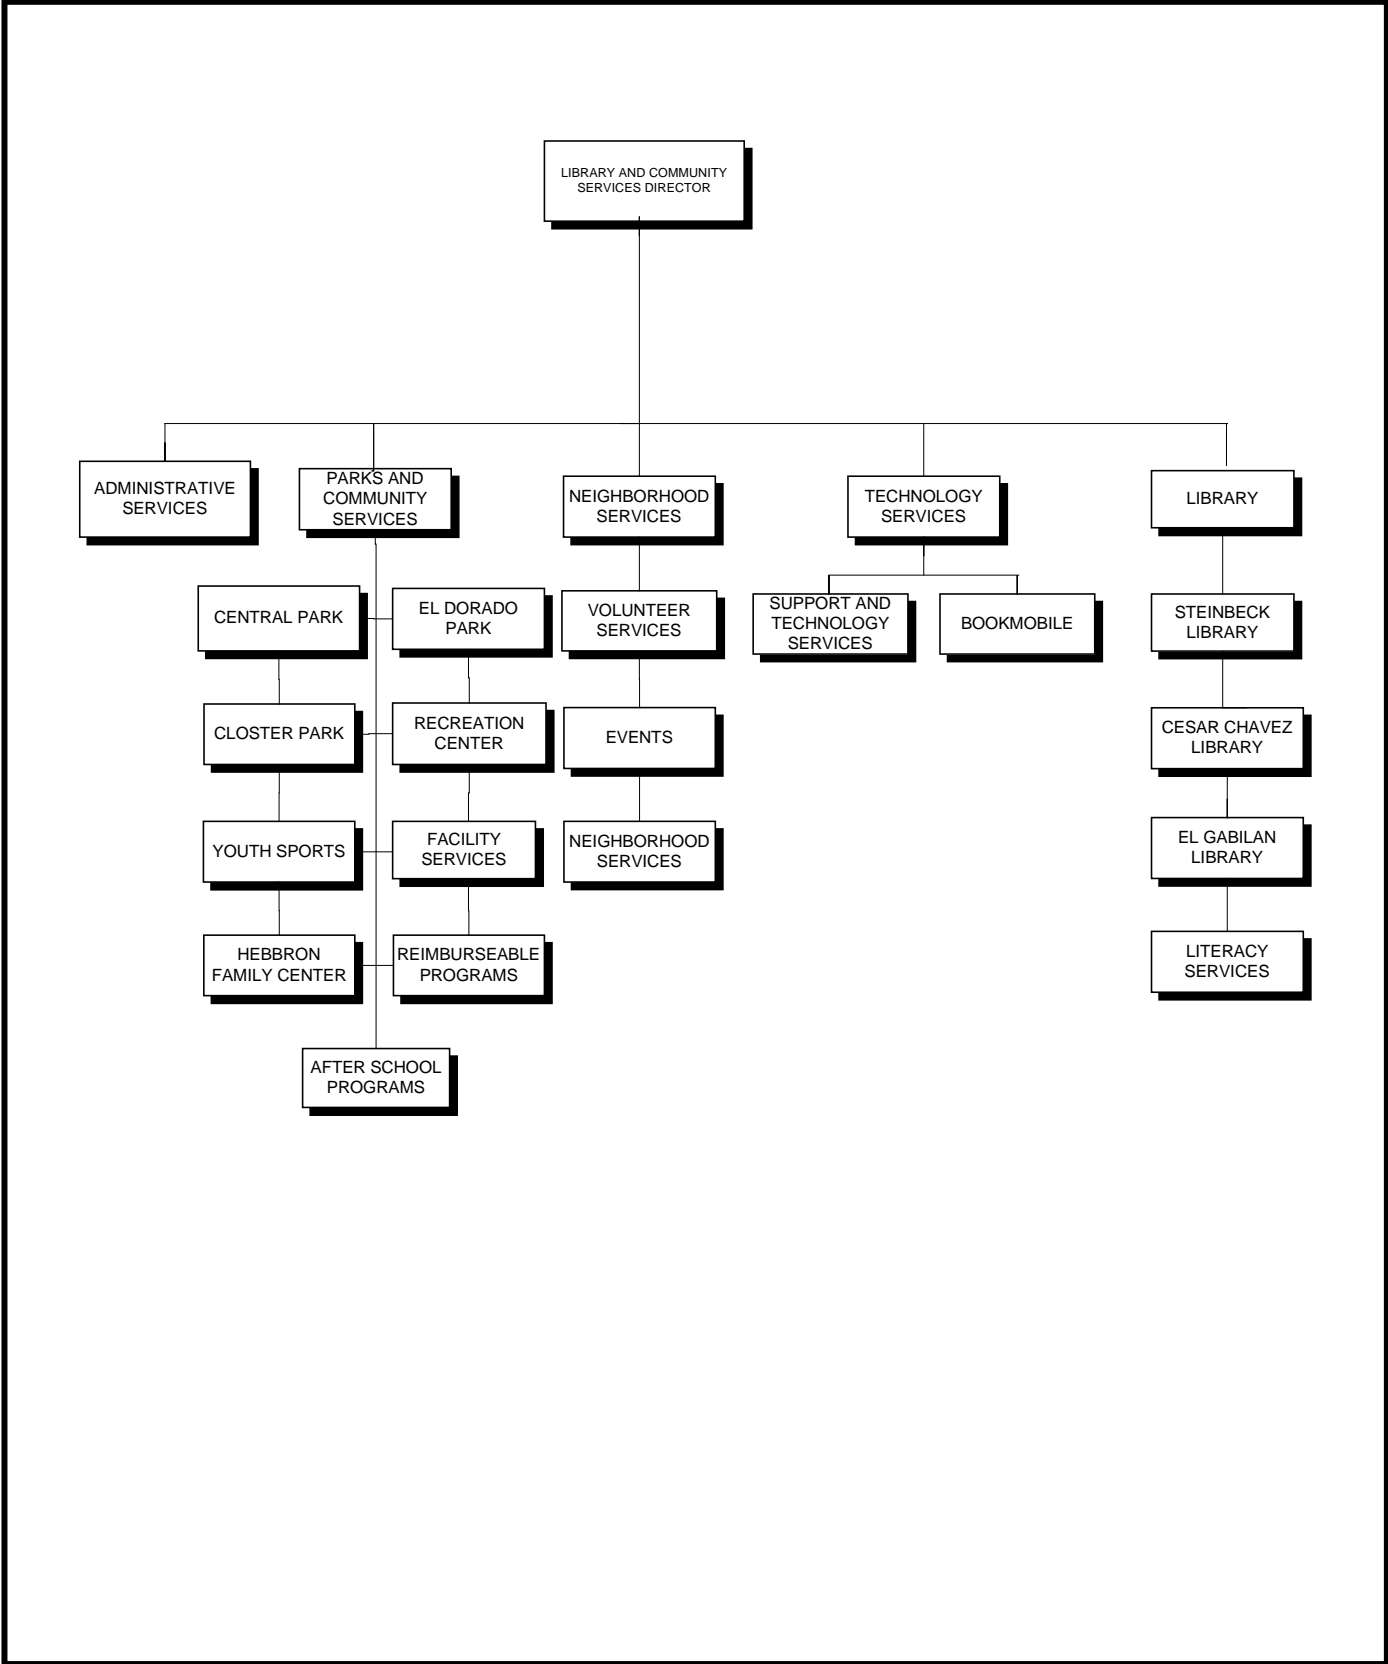 LIBRARY AND COMMUNITY
SERVICES DIRECTOR
ADMINISTRATIVE
SERVICES
PARKS AND
COMMUNITY
SERVICES
NEIGHBORHOOD
SERVICES
TECHNOLOGY
SERVICES
LIBRARY
CENTRAL PARK
EL DORADO
PARK
VOLUNTEER
SERVICES
SUPPORT AND
TECHNOLOGY
SERVICES
BOOKMOBILE
STEINBECK
LIBRARY
CLOSTER PARK
RECREATION
CENTER
EVENTS
CESAR CHAVEZ
LIBRARY
YOUTH SPORTS
FACILITY
SERVICES
NEIGHBORHOOD
SERVICES
EL GABILAN
LIBRARY
HEBBRON
FAMILY CENTER
REIMBURSEABLE
PROGRAMS
LITERACY
SERVICES
AFTER SCHOOL
PROGRAMS